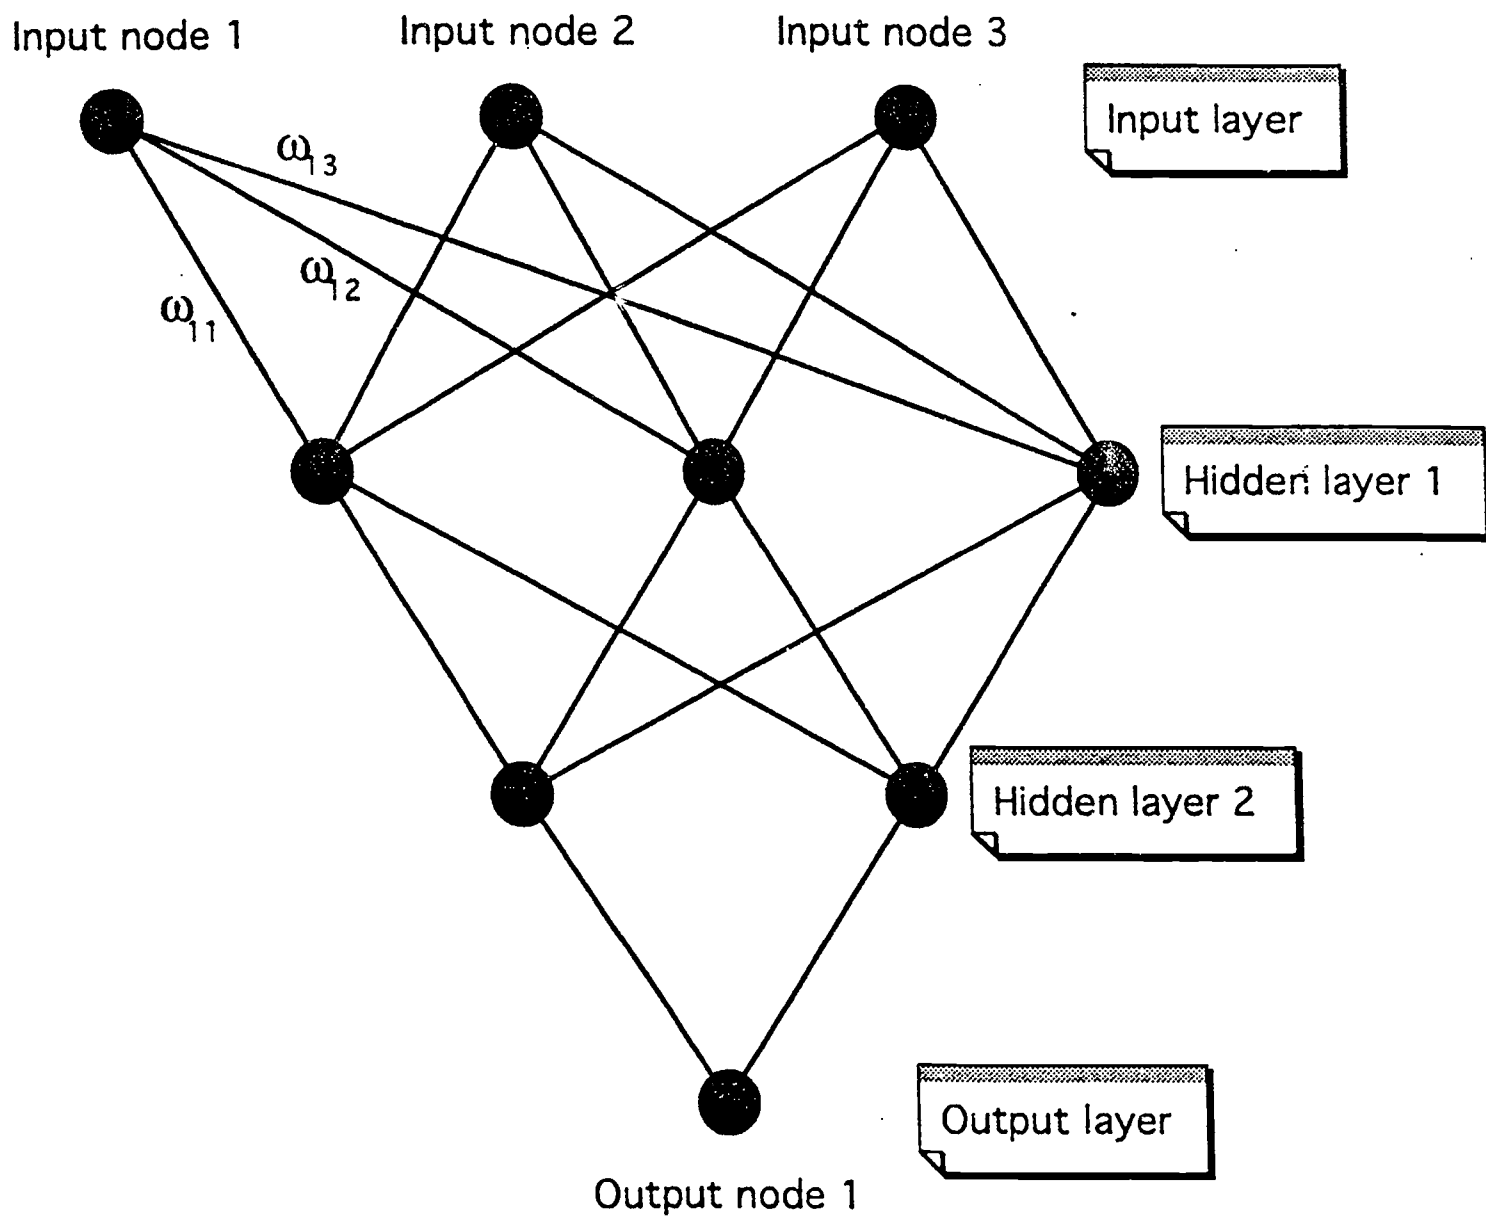 Input node 1
Input node 2
Input node 3
Input layer
ω13
ω12
ω11
Hidden layer 1
Hidden layer 2
Output layer
Output node 1